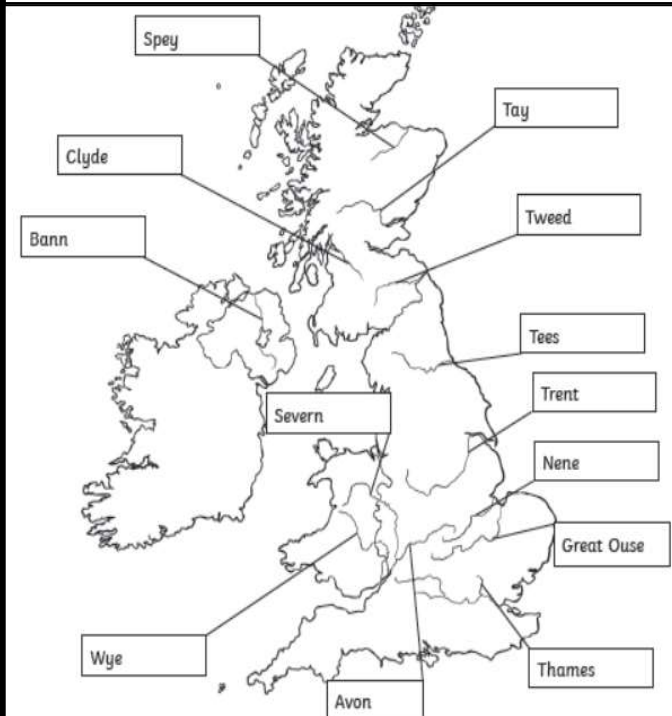 Spey
Tay
Clyde
Tweed
Bann
Tees
Trent
Severn
Nene
Great Ouse
Wye
Thames
Avon